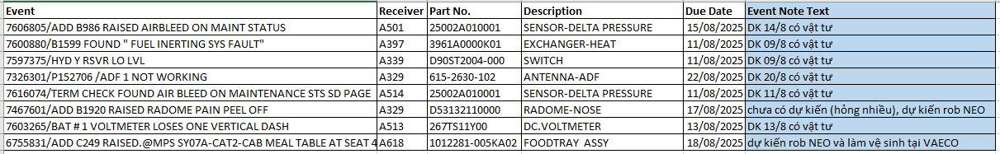 Event Receiver Part No. Description Due Date Event Note Text
7606805/ADD B986 RAISED AIRBLEED ON MAINT STATUS A501 25002A010001 SENSOR-DELTA PRESSURE 15/08/2025 DK 14/8 có vật tư
7600880/B1599 FOUND " FUEL INERTING SYS FAULT" A397 3961A0000K01 EXCHANGER-HEAT 11/08/2025 DK 09/8 có vật tư
7597375/HYD Y RSVR LO LVL A339 D90ST2004-000 SWITCH 11/08/2025 DK 09/8 có vật tư
7326301/P152706 /ADF 1 NOT WORKING A329 615-2630-102 ANTENNA-ADF 22/08/2025 DK 20/8 có vật tư
7616074/TERM CHECK FOUND AIR BLEED ON MAINTENANCE STS SD PAGE A514 25002A010001 SENSOR-DELTA PRESSURE 11/08/2025 DK 11/8 có vật tư
7467601/ADD B1920 RAISED RADOME PAIN PEEL OFF A329 D53132110000 RADOME-NOSE 17/08/2025 chưa có dự kiến (hỏng nhiều), dự kiến rob NEO
7603265/BAT # 1 VOLTMETER LOSES ONE VERTICAL DASH A513 267TS11Y00 DC.VOLTMETER 13/08/2025 DK 13/8 có vật tư
6755831/ADD C249 RAISED.@MPS SY07A-CAT2-CAB MEAL TABLE AT SEAT 4 A618 1012281-005KA02 FOODTRAY ASSY 18/08/2025 dự kiến rob NEO và làm vệ sinh tại VAECO